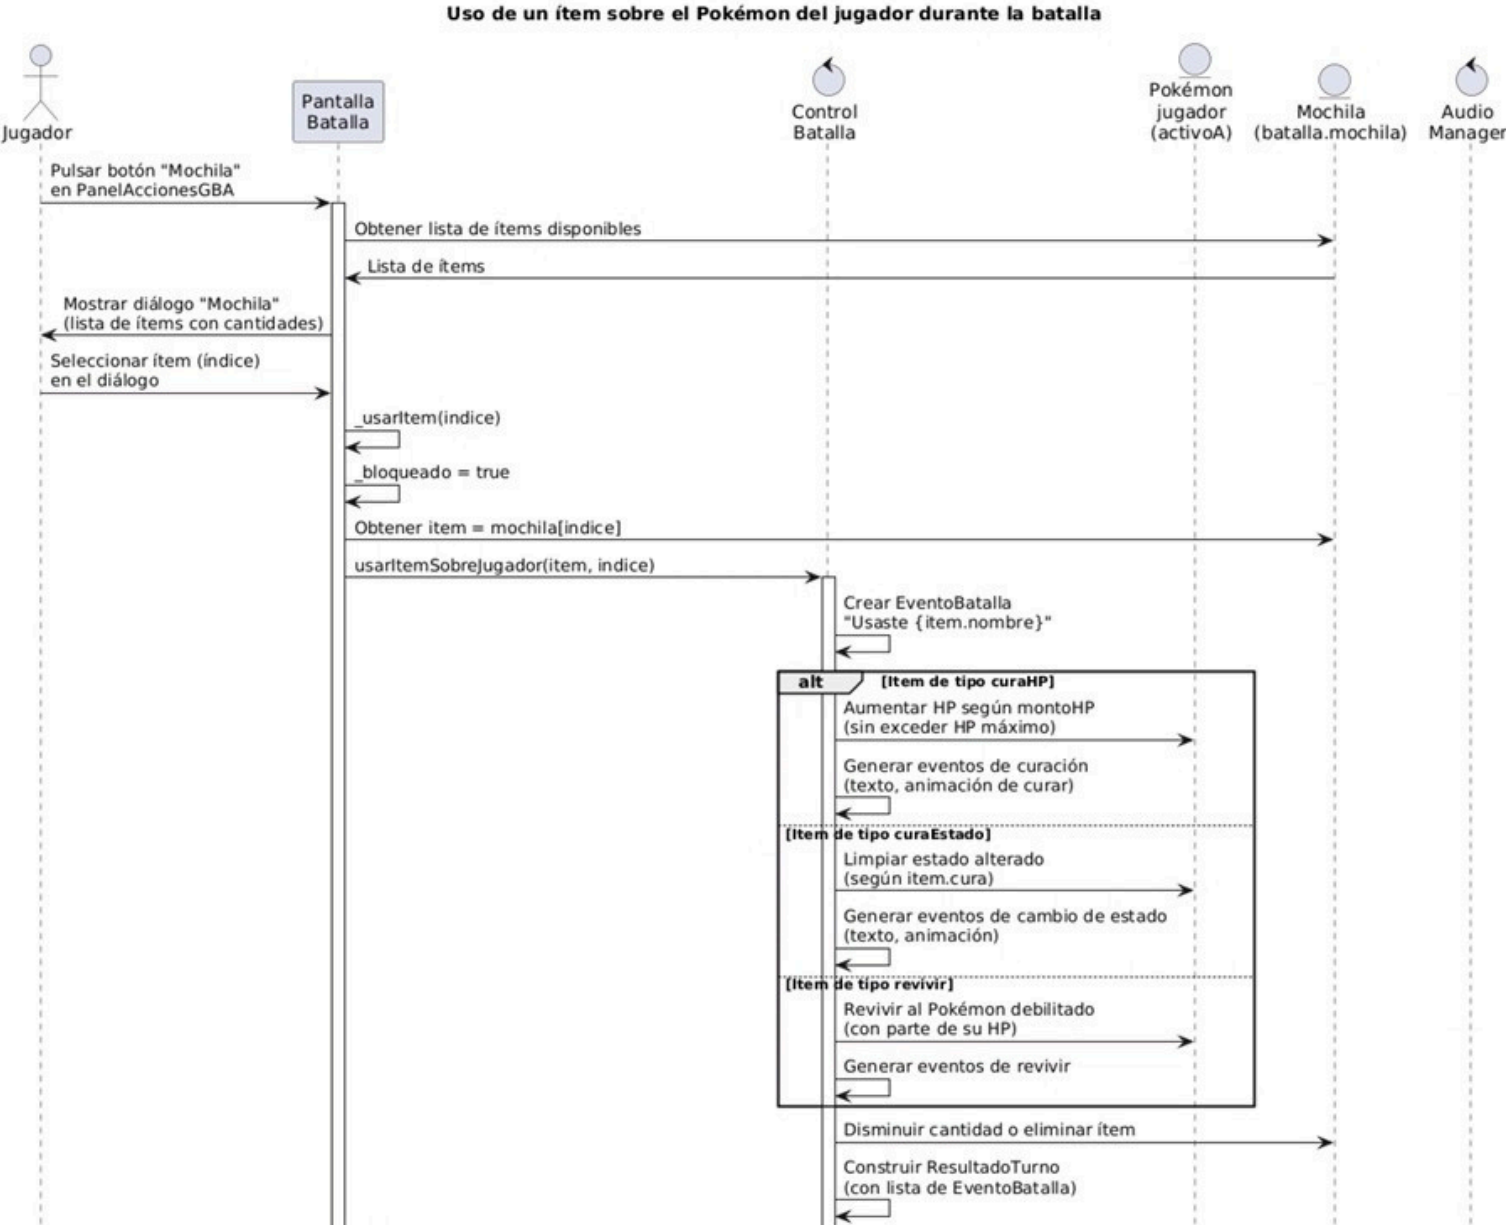 Uso de un ítem sobre el Pokémon del jugador durante la batalla
Jugador
Pantalla
Batalla
Control
Batalla
Pokémon
jugador
(activoA)
Mochila
(batalla.mochila)
Audio
Manager
Pulsar botón "Mochila"
en PanelAccionesGBA
Obtener lista de ítems disponibles
Lista de ítems
Mostrar diálogo "Mochila"
(lista de ítems con cantidades)
Seleccionar ítem (índice)
en el diálogo
_usarItem(indice)
_bloqueado = true
Obtener item = mochila[indice]
usarItemSobreJugador(item, indice)
Crear EventoBatalla
"Usaste {item.nombre}"
alt [Item de tipo curaHP]
Aumentar HP según montoHP
(sin exceder HP máximo)
Generar eventos de curación
(texto, animación de curar)
[Item de tipo curaEstado]
Limpiar estado alterado
(según item.cura)
Generar eventos de cambio de estado
(texto, animación)
[Item de tipo revivir]
Revivir al Pokémon debilitado
(con parte de su HP)
Generar eventos de revivir
Disminuir cantidad o eliminar ítem
Construir ResultadoTurno
(con lista de EventoBatalla)